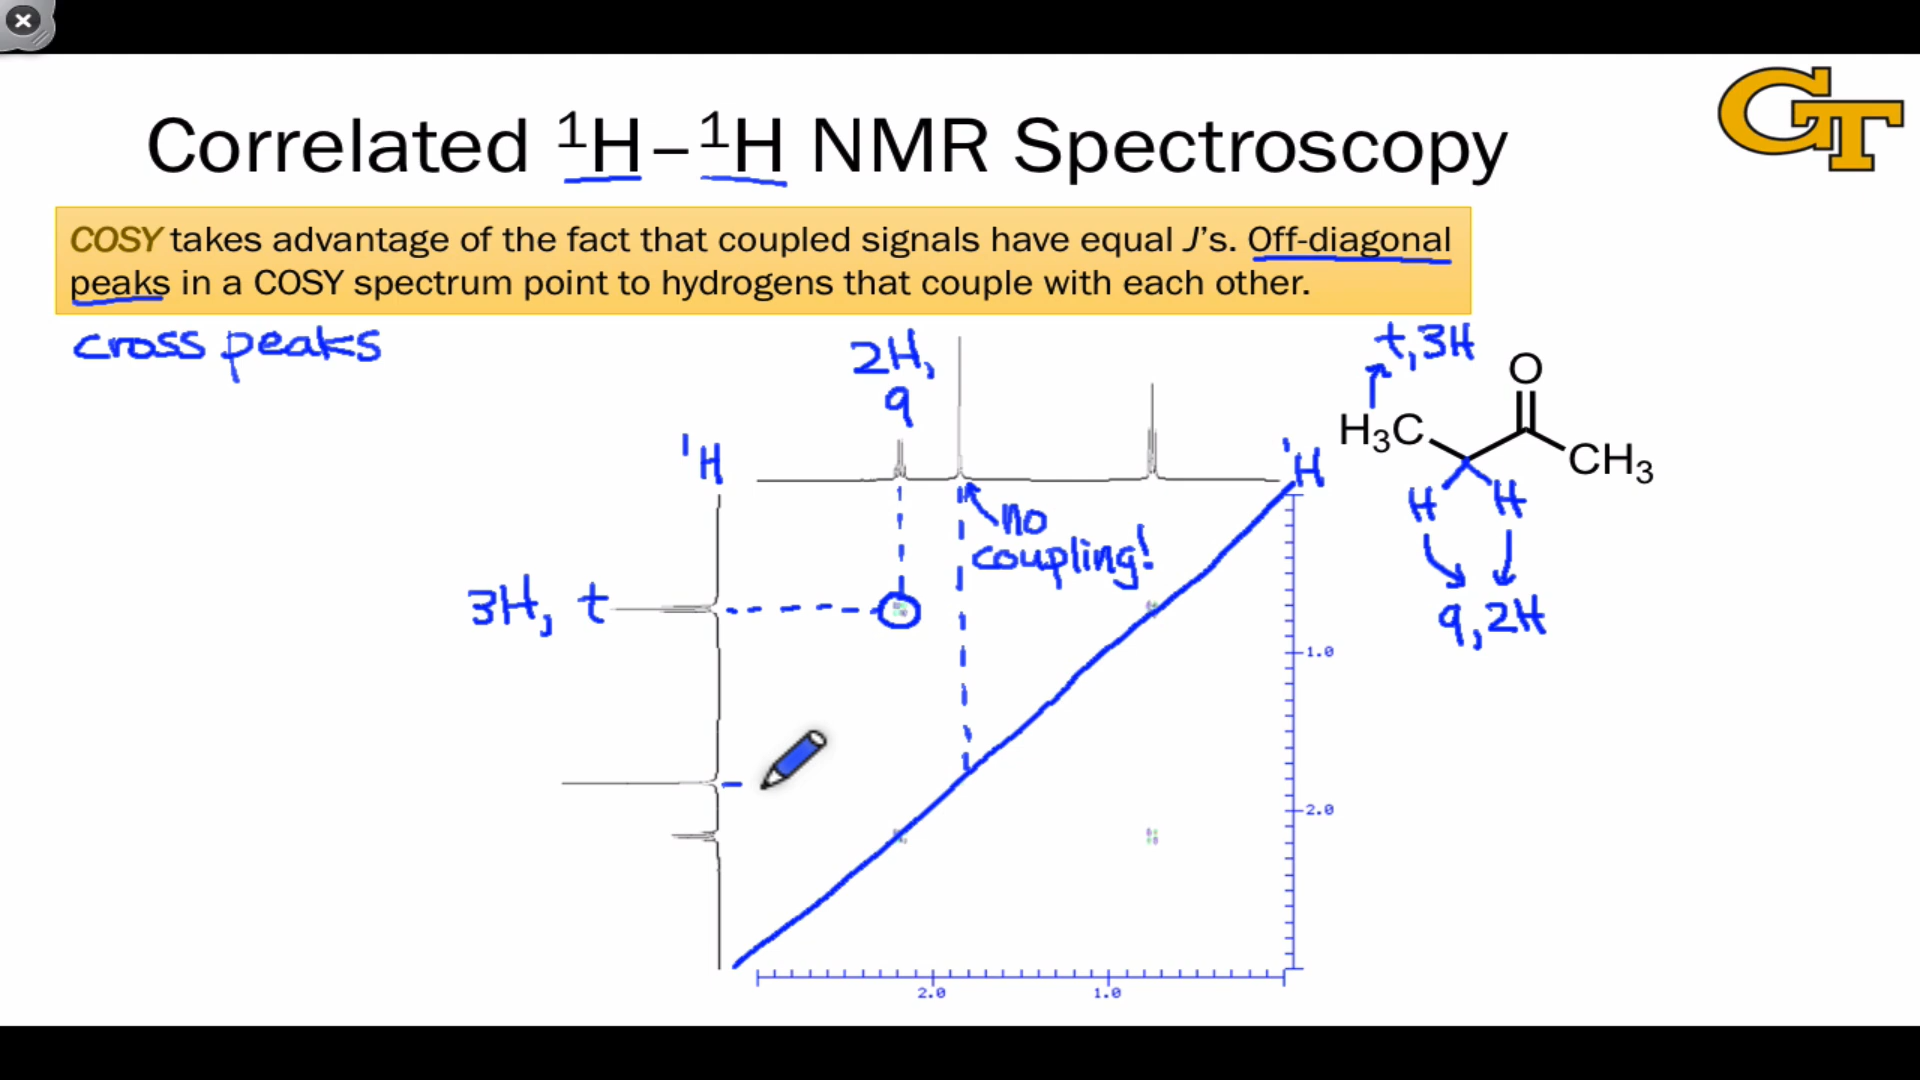 GT
Correlated ¹H–¹H NMR Spectroscopy
COSY takes advantage of the fact that coupled signals have equal J's. Off-diagonal
peaks in a COSY spectrum point to hydrogens that couple with each other.
cross peaks
2H,
q
t,3H
O
H₃C
CH₃
H H
q,2H
¹H
¹H
no
coupling!
3H, t
1.0
2.0
2.0 1.0